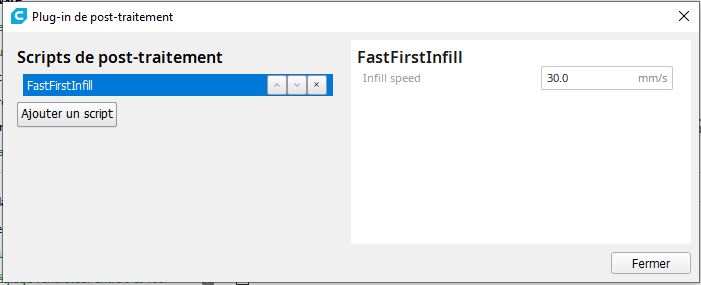 Plug-in de post-traitement
Scripts de post-traitement
FastFirstInfill
Ajouter un script
FastFirstInfill
Infill speed 30.0 mm/s
Fermer